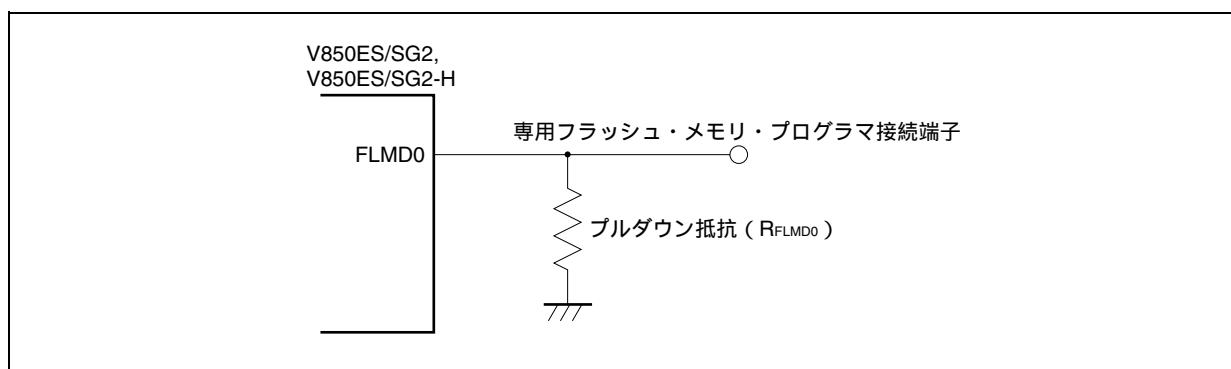 V850ES/SG2,
V850ES/SG2-H
専用フラッシュ・メモリ・プログラマ接続端子
FLMD0
プルダウン抵抗（RFLMD0）